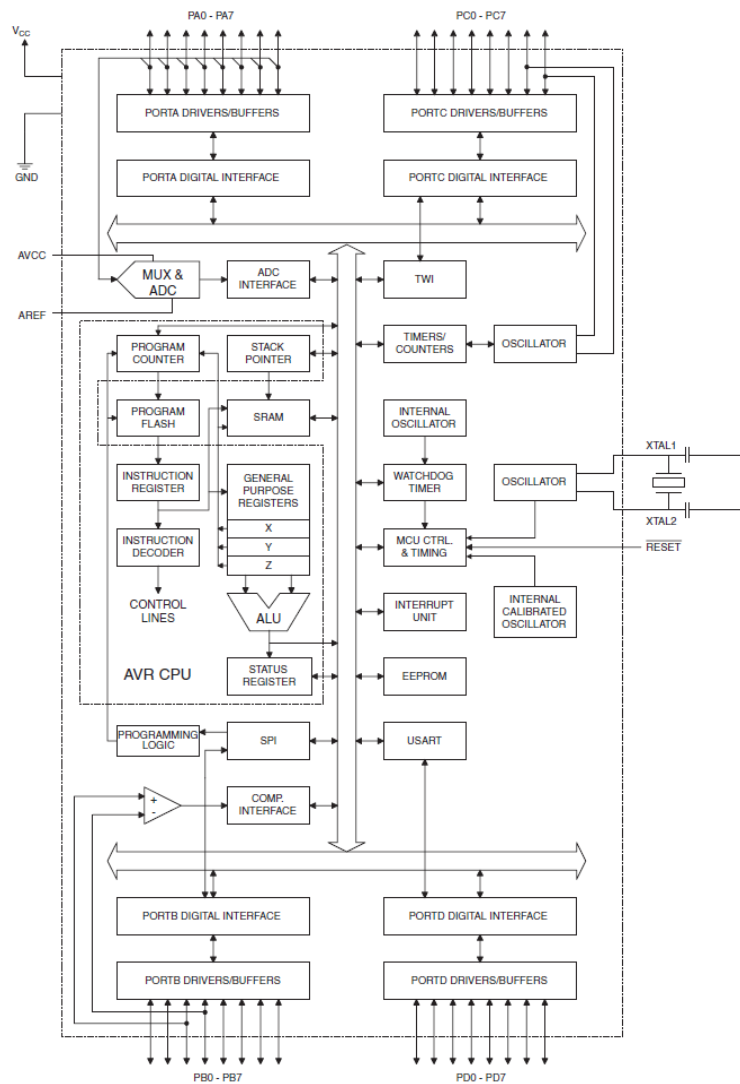 PA0 - PA7
PC0 - PC7
VCC
PORTA DRIVERS/BUFFERS
PORTC DRIVERS/BUFFERS
GND
PORTA DIGITAL INTERFACE
PORTC DIGITAL INTERFACE
AVCC
MUX &
ADC
ADC
INTERFACE
TWI
AREF
PROGRAM
COUNTER
STACK
POINTER
TIMERS/
COUNTERS
OSCILLATOR
PROGRAM
FLASH
SRAM
INTERNAL
OSCILLATOR
XTAL1
INSTRUCTION
REGISTER
GENERAL
PURPOSE
REGISTERS
WATCHDOG
TIMER
OSCILLATOR
XTAL2
X
INSTRUCTION
DECODER
Y
MCU CTRL.
& TIMING
RESET
Z
CONTROL
LINES
ALU
INTERRUPT
UNIT
INTERNAL
CALIBRATED
OSCILLATOR
AVR CPU
STATUS
REGISTER
EEPROM
PROGRAMMING
LOGIC
SPI
USART
+
-
COMP.
INTERFACE
PORTB DIGITAL INTERFACE
PORTD DIGITAL INTERFACE
PORTB DRIVERS/BUFFERS
PORTD DRIVERS/BUFFERS
PB0 - PB7
PD0 - PD7